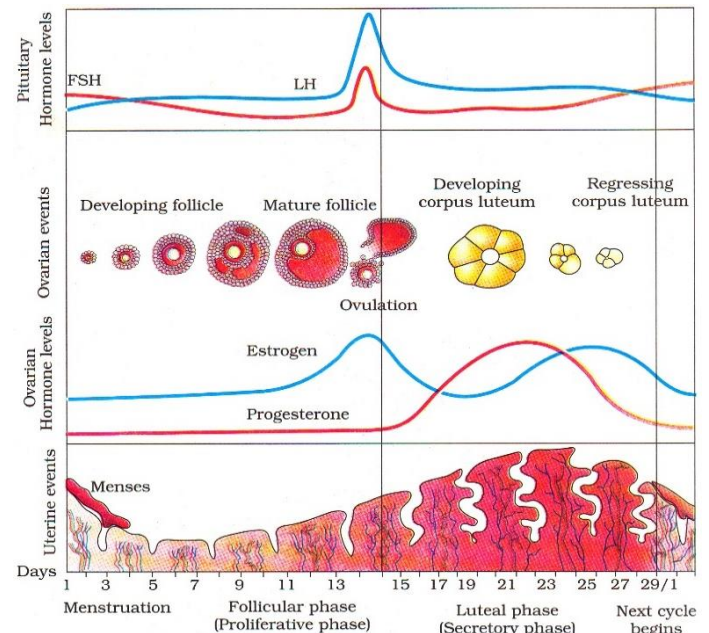 Pituitary
Hormone levels
FSH
LH
Ovarian events
Developing follicle
Mature follicle
Developing
corpus luteum
Regressing
corpus luteum
Ovulation
Ovarian
Hormone levels
Estrogen
Progesterone
Uterine events
Menses
Days
1 3 5 7 9 11 13 15 17 19 21 23 25 27 29/1
Menstruation
Follicular phase
(Proliferative phase)
Luteal phase
(Secretory phase)
Next cycle
begins